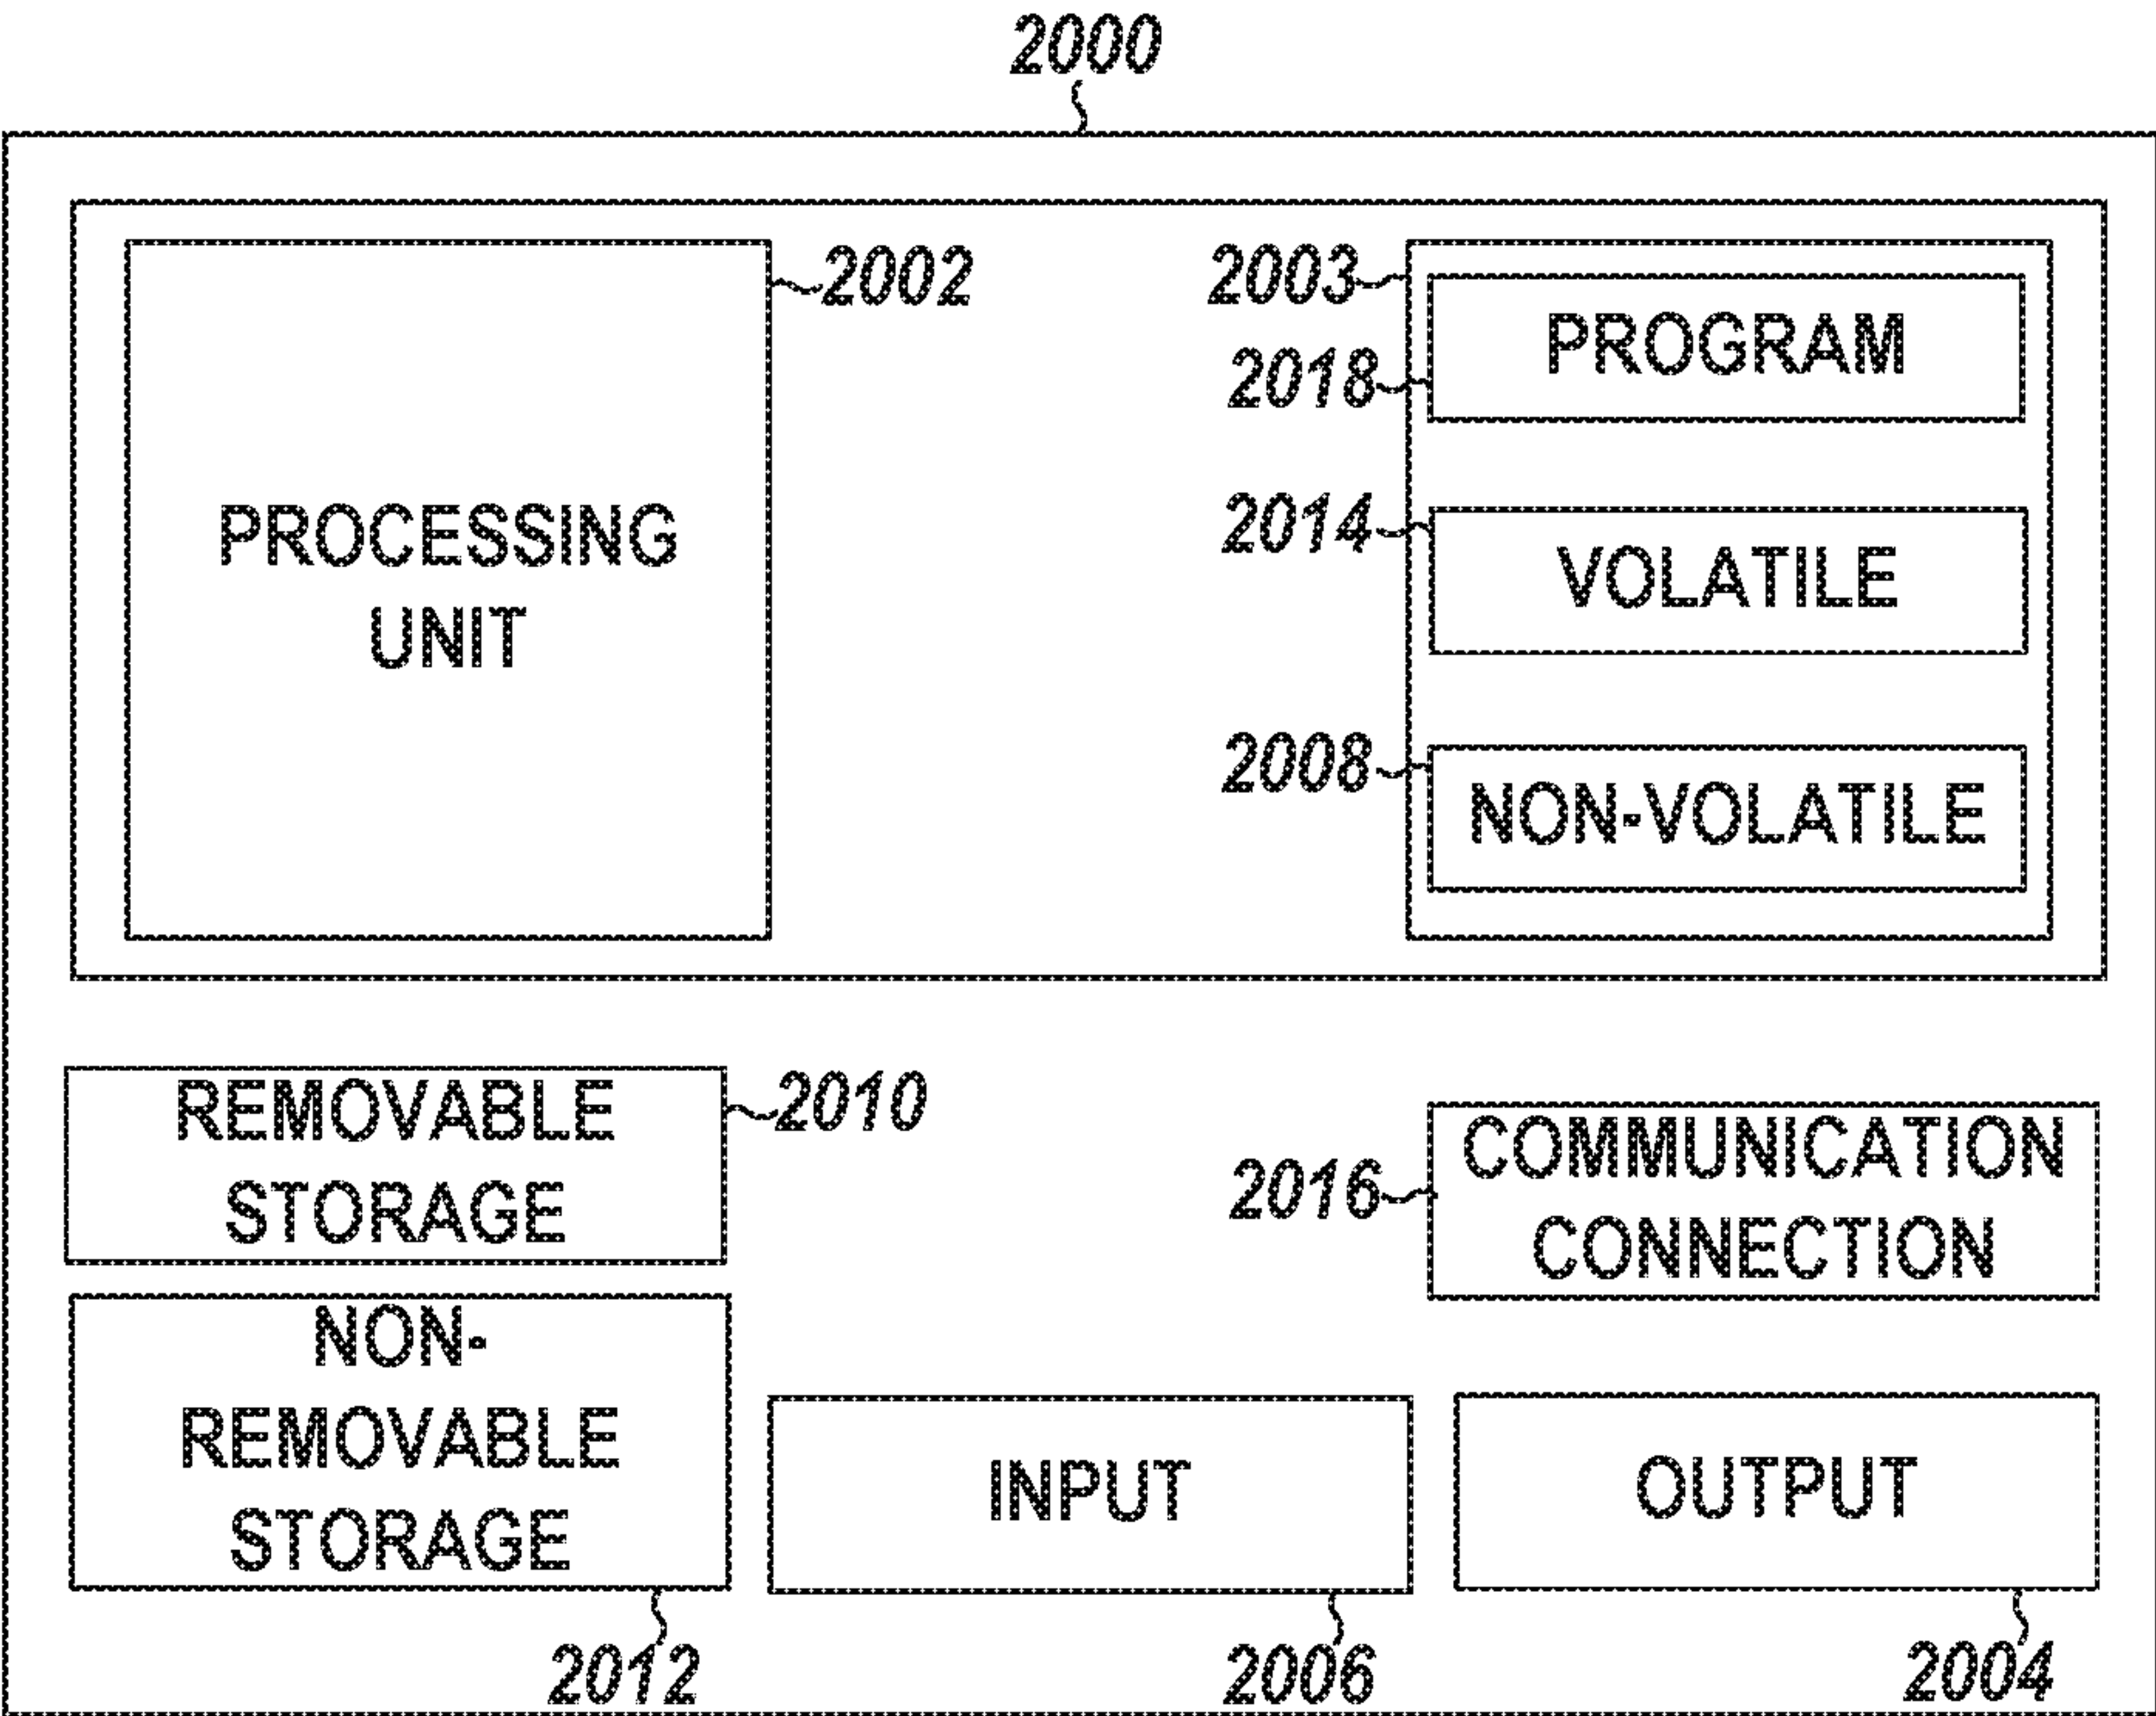 2000
2002
2003
PROGRAM
2018
PROCESSING
UNIT
2014
VOLATILE
2008
NON-VOLATILE
REMOVABLE
STORAGE
2010
2016
COMMUNICATION
CONNECTION
NON-
REMOVABLE
STORAGE
INPUT
OUTPUT
2012
2006
2004